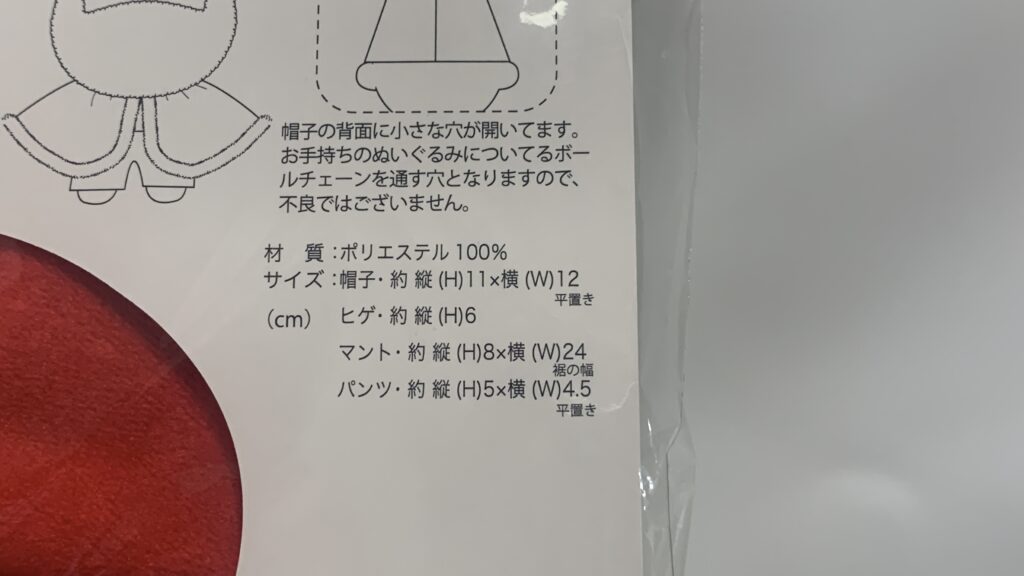 帽子の背面に小さな穴が開いてます。
お手持ちのぬいぐるみについてるボー
ルチェーンを通す穴となりますので、
不良ではございません。
材　質：ポリエステル 100%
サイズ：帽子・約 縦 (H)11×横 (W)12
平置き
（cm） ヒゲ・約 縦 (H)6
マント・約 縦 (H)8×横 (W)24
裾の幅
パンツ・約 縦 (H)5×横 (W)4.5
平置き